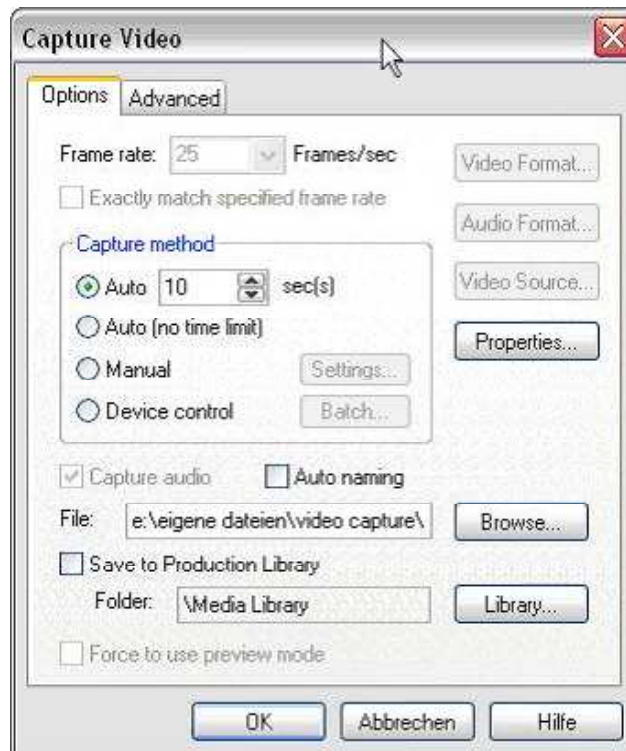 Capture Video
Options Advanced
Frame rate: 25 Frames/sec Video Format...
Exactly match specified frame rate
Audio Format...
Capture method
Auto 10 sec(s) Video Source...
Auto (no time limit)
Properties...
Manual Settings...
Device control Batch...
Capture audio Auto naming
File: e:\eigene dateien\video capture\ Browse...
Save to Production Library
Folder: \Media Library Library...
Force to use preview mode
OK Abbrechen Hilfe